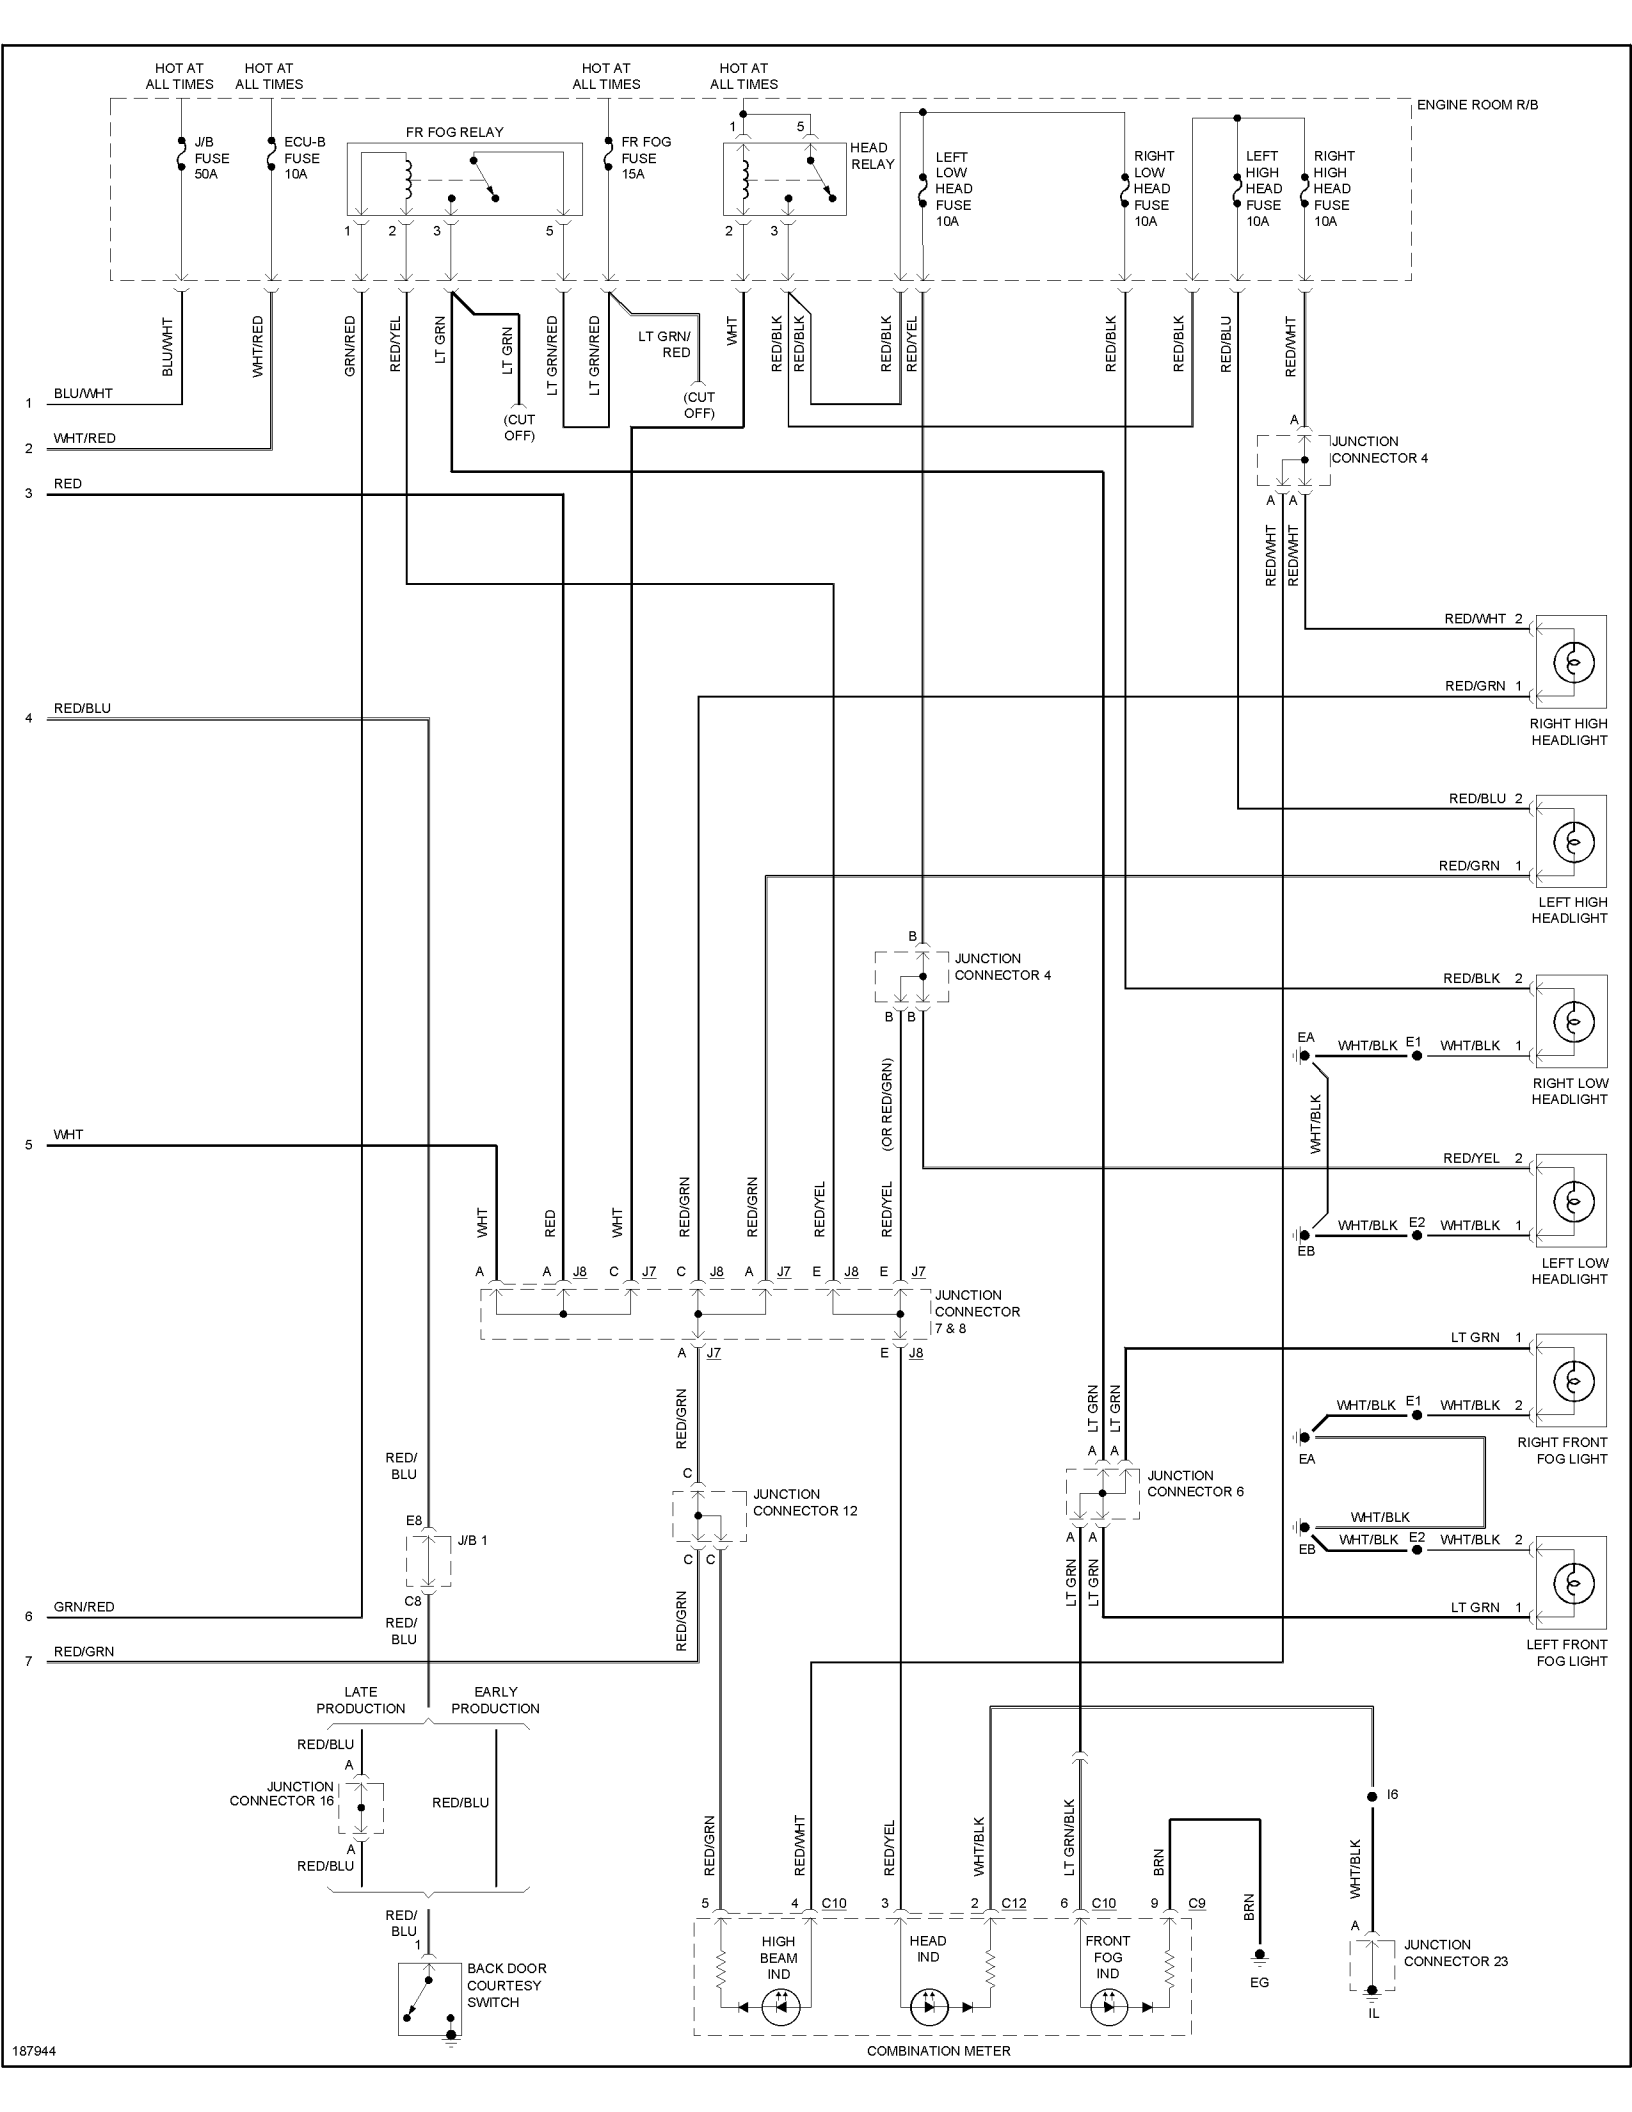 HOT AT
ALL TIMES
HOT AT
ALL TIMES
HOT AT
ALL TIMES
HOT AT
ALL TIMES
ENGINE ROOM R/B
J/B
FUSE
50A
ECU-B
FUSE
10A
FR FOG RELAY
FR FOG
FUSE
15A
1
5
HEAD
RELAY
LEFT
LOW
HEAD
FUSE
10A
RIGHT
LOW
HEAD
FUSE
10A
LEFT
HIGH
HEAD
FUSE
10A
RIGHT
HIGH
HEAD
FUSE
10A
1
2
3
5
2
3
BLU/WHT
WHT/RED
GRN/RED
RED/YEL
LT GRN
LT GRN
LT GRN/RED
LT GRN/RED
LT GRN/
RED
WHT
RED/BLK
RED/BLK
RED/BLK
RED/YEL
RED/BLK
RED/BLK
RED/BLU
RED/WHT
(CUT
OFF)
(CUT
OFF)
1
BLU/WHT
2
WHT/RED
3
RED
A
JUNCTION
CONNECTOR 4
A
A
RED/WHT
RED/WHT
RED/WHT
2
RED/GRN
1
RIGHT HIGH
HEADLIGHT
4
RED/BLU
RED/BLU
2
RED/GRN
1
LEFT HIGH
HEADLIGHT
B
JUNCTION
CONNECTOR 4
B
B
(OR RED/GRN)
RED/BLK
2
EA
WHT/BLK
E1
WHT/BLK
1
RIGHT LOW
HEADLIGHT
WHT/BLK
5
WHT
RED/YEL
2
WHT/BLK
E2
WHT/BLK
1
EB
LEFT LOW
HEADLIGHT
WHT
RED
WHT
RED/GRN
RED/GRN
RED/YEL
RED/YEL
A
A
J8
C
J7
C
J8
A
J7
E
J8
E
J7
JUNCTION
CONNECTOR
7 & 8
A
J7
E
J8
LT GRN
1
WHT/BLK
E1
WHT/BLK
2
EA
RIGHT FRONT
FOG LIGHT
RED/GRN
LT GRN
LT GRN
A
A
JUNCTION
CONNECTOR 6
A
A
LT GRN
LT GRN
RED/
BLU
C
JUNCTION
CONNECTOR 12
C
C
RED/GRN
E8
J/B 1
C8
RED/
BLU
WHT/BLK
EB
WHT/BLK
E2
WHT/BLK
2
LT GRN
1
LEFT FRONT
FOG LIGHT
6
GRN/RED
7
RED/GRN
LATE
PRODUCTION
EARLY
PRODUCTION
RED/BLU
A
JUNCTION
CONNECTOR 16
RED/BLU
A
RED/BLU
RED/
BLU
1
BACK DOOR
COURTESY
SWITCH
RED/GRN
RED/WHT
RED/YEL
WHT/BLK
LT GRN/BLK
BRN
BRN
I6
WHT/BLK
5
4
C10
3
2
C12
6
C10
9
C9
HIGH
BEAM
IND
HEAD
IND
FRONT
FOG
IND
EG
A
JUNCTION
CONNECTOR 23
IL
COMBINATION METER
187944